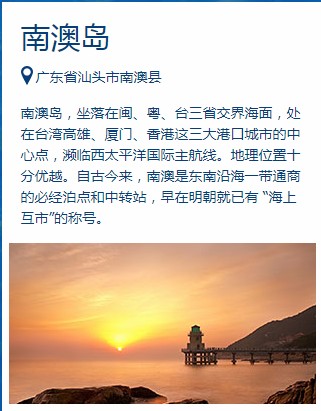 南澳岛
广东省汕头市南澳县
南澳岛，坐落在闽、粤、台三省交界海面，处
在台湾高雄、厦门、香港这三大港口城市的中
心点，濒临西太平洋国际主航线。地理位置十
分优越。自古今来，南澳是东南沿海一带通商
的必经泊点和中转站，早在明朝就已有 “海上
互市”的称号。